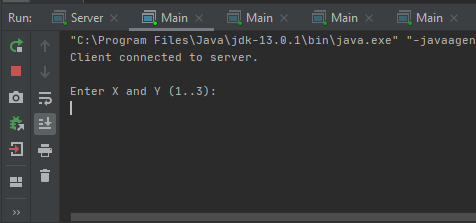 Run: Server Main Main Main Main
"C:\Program Files\Java\jdk-13.0.1\bin\java.exe" "-javaagen
Client connected to server.
Enter X and Y (1..3):